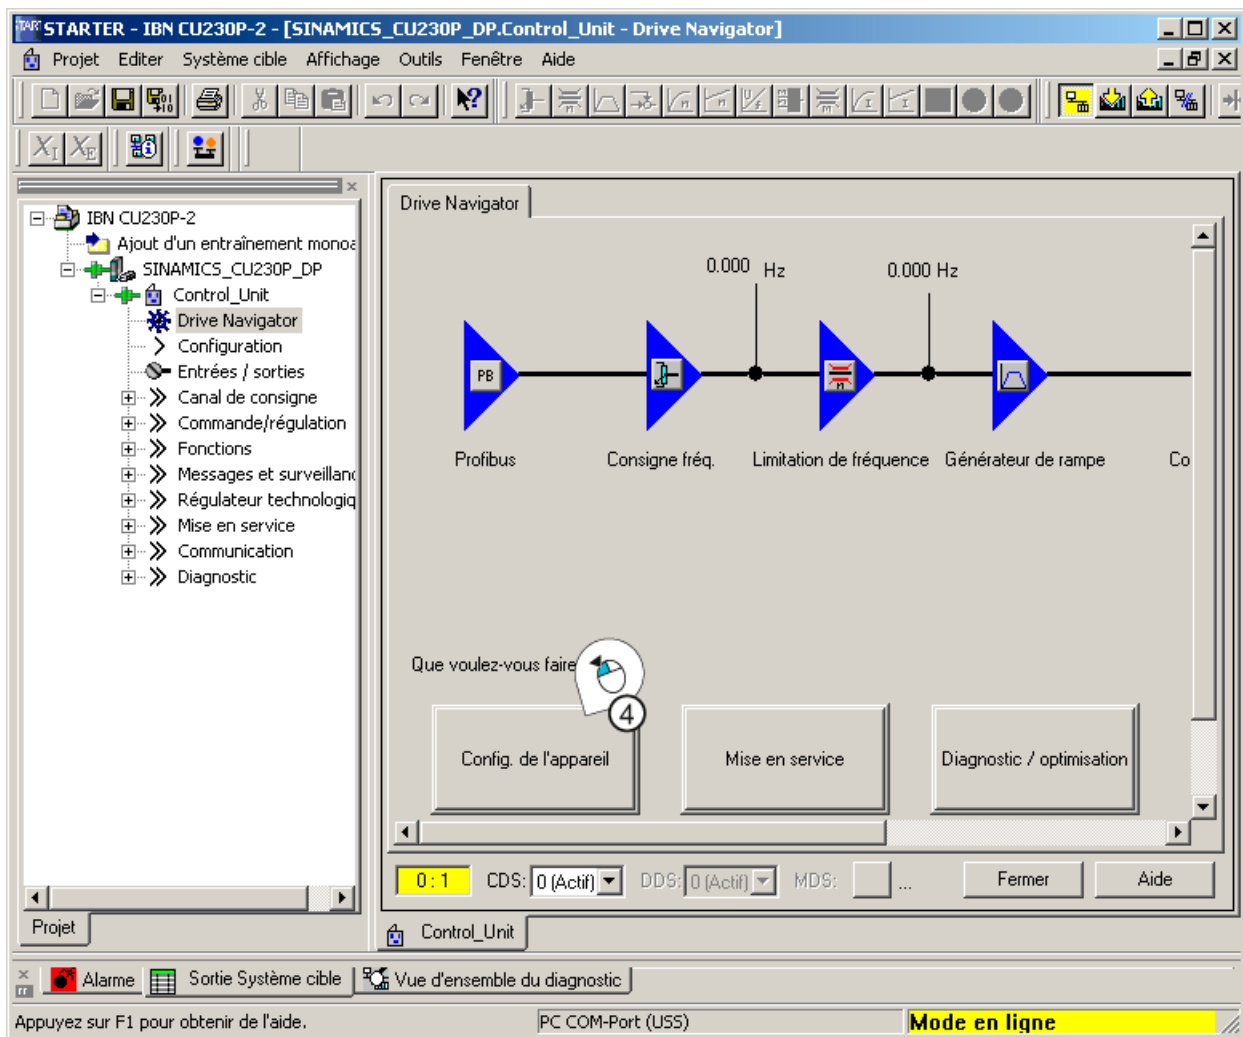 STARTER - IBN CU230P-2 - [SINAMICS_CU230P_DP.Control_Unit - Drive Navigator]
Projet Editer Système cible Affichage Outils Fenêtre Aide
IBN CU230P-2
Ajout d'un entraînement monoa
SINAMICS_CU230P_DP
Control_Unit
Drive Navigator
Configuration
Entrées / sorties
Canal de consigne
Commande/régulation
Fonctions
Messages et surveillan
Régulateur technologiq
Mise en service
Communication
Diagnostic
Projet
Drive Navigator
0.000 Hz 0.000 Hz
PB
Profibus Consigne fréq. Limitation de fréquence Générateur de rampe Co
Que voulez-vous faire
4
Config. de l'appareil Mise en service Diagnostic / optimisation
0 : 1 CDS: 0 (Actif) DDS: 0 (Actif) MDS: ... Fermer Aide
Control_Unit
Alarme Sortie Système cible Vue d'ensemble du diagnostic
Appuyez sur F1 pour obtenir de l'aide. PC COM-Port (USS) Mode en ligne